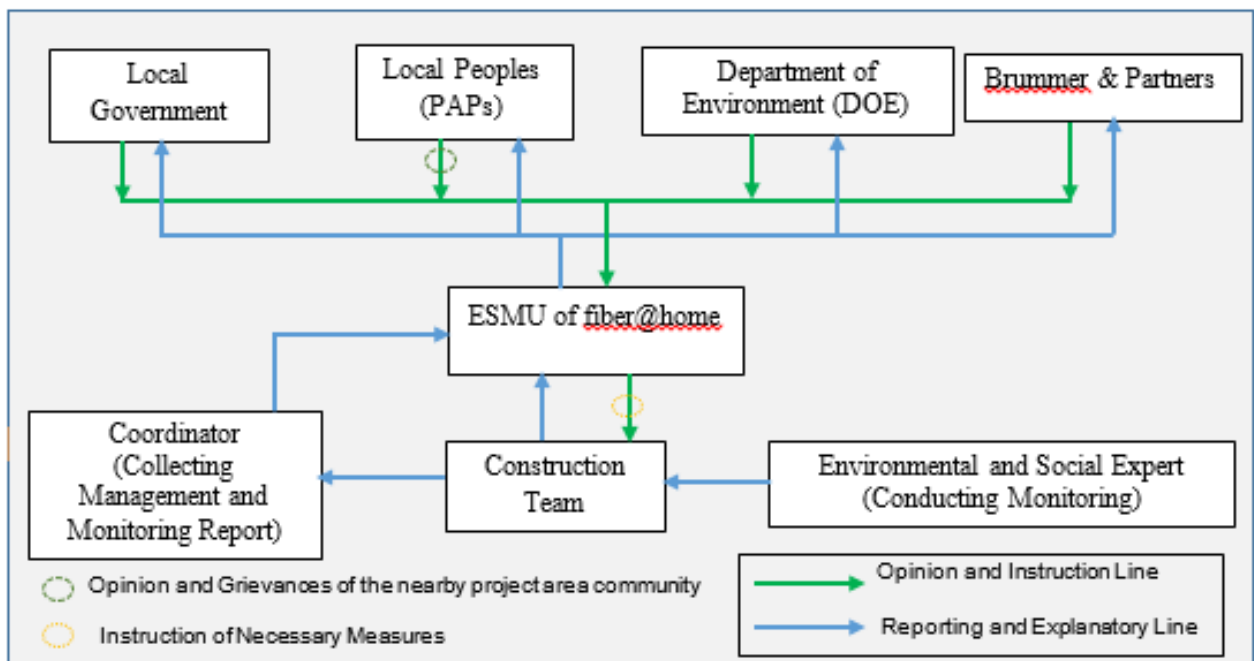 Local
Government
Local Peoples
(PAPs)
Department of
Environment (DOE)
Brummer & Partners
ESMU of fiber@home
Coordinator
(Collecting
Management and
Monitoring Report)
Construction
Team
Environmental and Social Expert
(Conducting Monitoring)
Opinion and Grievances of the nearby project area community
Instruction of Necessary Measures
Opinion and Instruction Line
Reporting and Explanatory Line